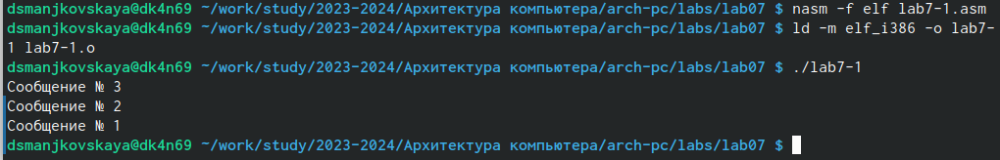 dsmanjkovskaya@dk4n69 ~/work/study/2023-2024/Архитектура компьютера/arch-pc/labs/lab07 $ nasm -f elf lab7-1.asm
dsmanjkovskaya@dk4n69 ~/work/study/2023-2024/Архитектура компьютера/arch-pc/labs/lab07 $ ld -m elf_i386 -o lab7-
1 lab7-1.o
dsmanjkovskaya@dk4n69 ~/work/study/2023-2024/Архитектура компьютера/arch-pc/labs/lab07 $ ./lab7-1
Сообщение № 3
Сообщение № 2
Сообщение № 1
dsmanjkovskaya@dk4n69 ~/work/study/2023-2024/Архитектура компьютера/arch-pc/labs/lab07 $